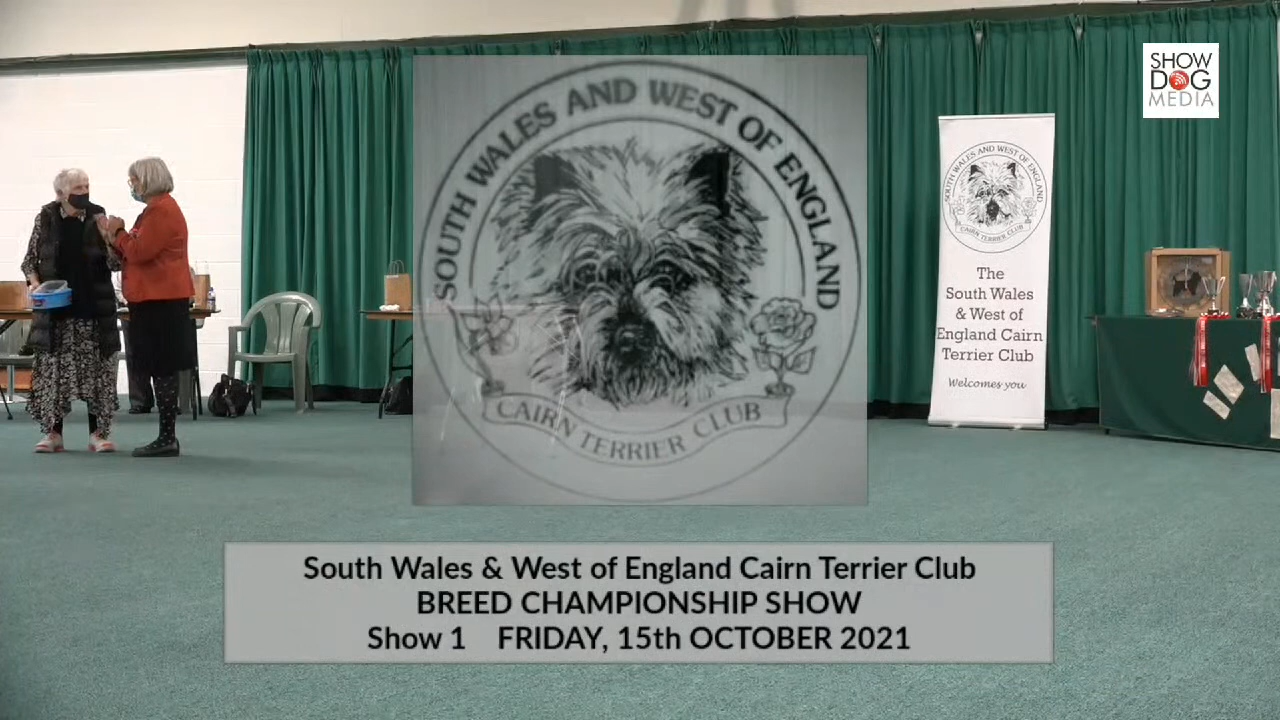 SHOW
DOG
MEDIA
SOUTH WALES AND WEST OF ENGLAND
CAIRN TERRIER CLUB
SOUTH WALES AND WEST OF ENGLAND
CAIRN TERRIER CLUB
The
South Wales
& West of
England Cairn
Terrier Club
Welcomes you
South Wales & West of England Cairn Terrier Club
BREED CHAMPIONSHIP SHOW
Show 1 FRIDAY, 15th OCTOBER 2021